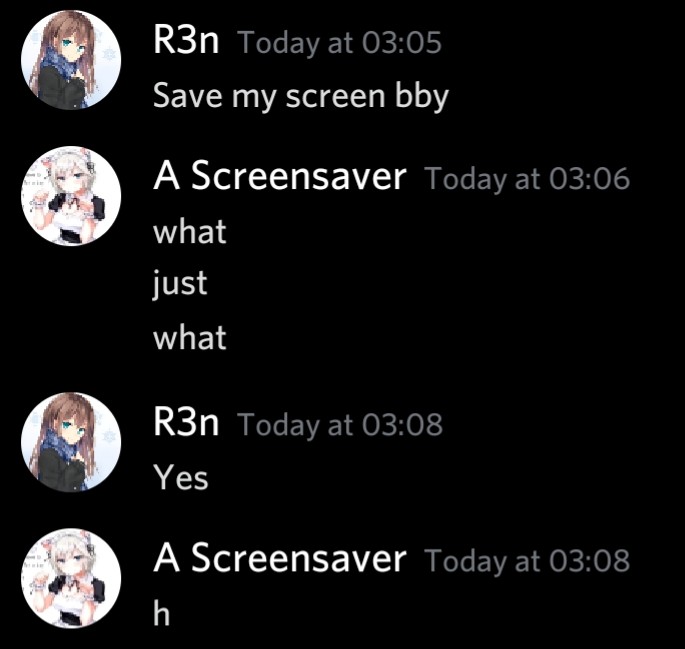 R3n Today at 03:05
Save my screen bby
A Screensaver Today at 03:06
what
just
what
R3n Today at 03:08
Yes
A Screensaver Today at 03:08
h